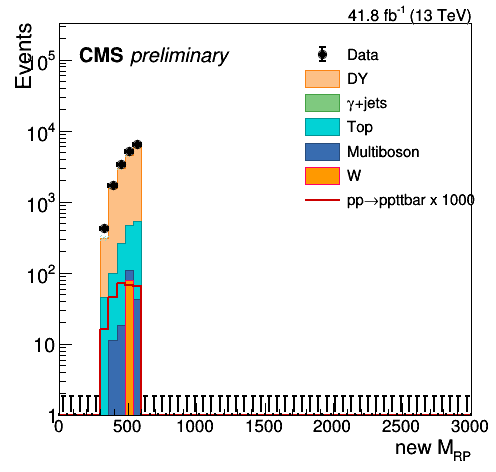 41.8 fb⁻¹ (13 TeV)
Events
CMS preliminary
Data
DY
γ+jets
Top
Multiboson
W
pp→ppttbar x 1000
10⁵
10⁴
10³
10²
10
1
0 500 1000 1500 2000 2500 3000
new M_RP